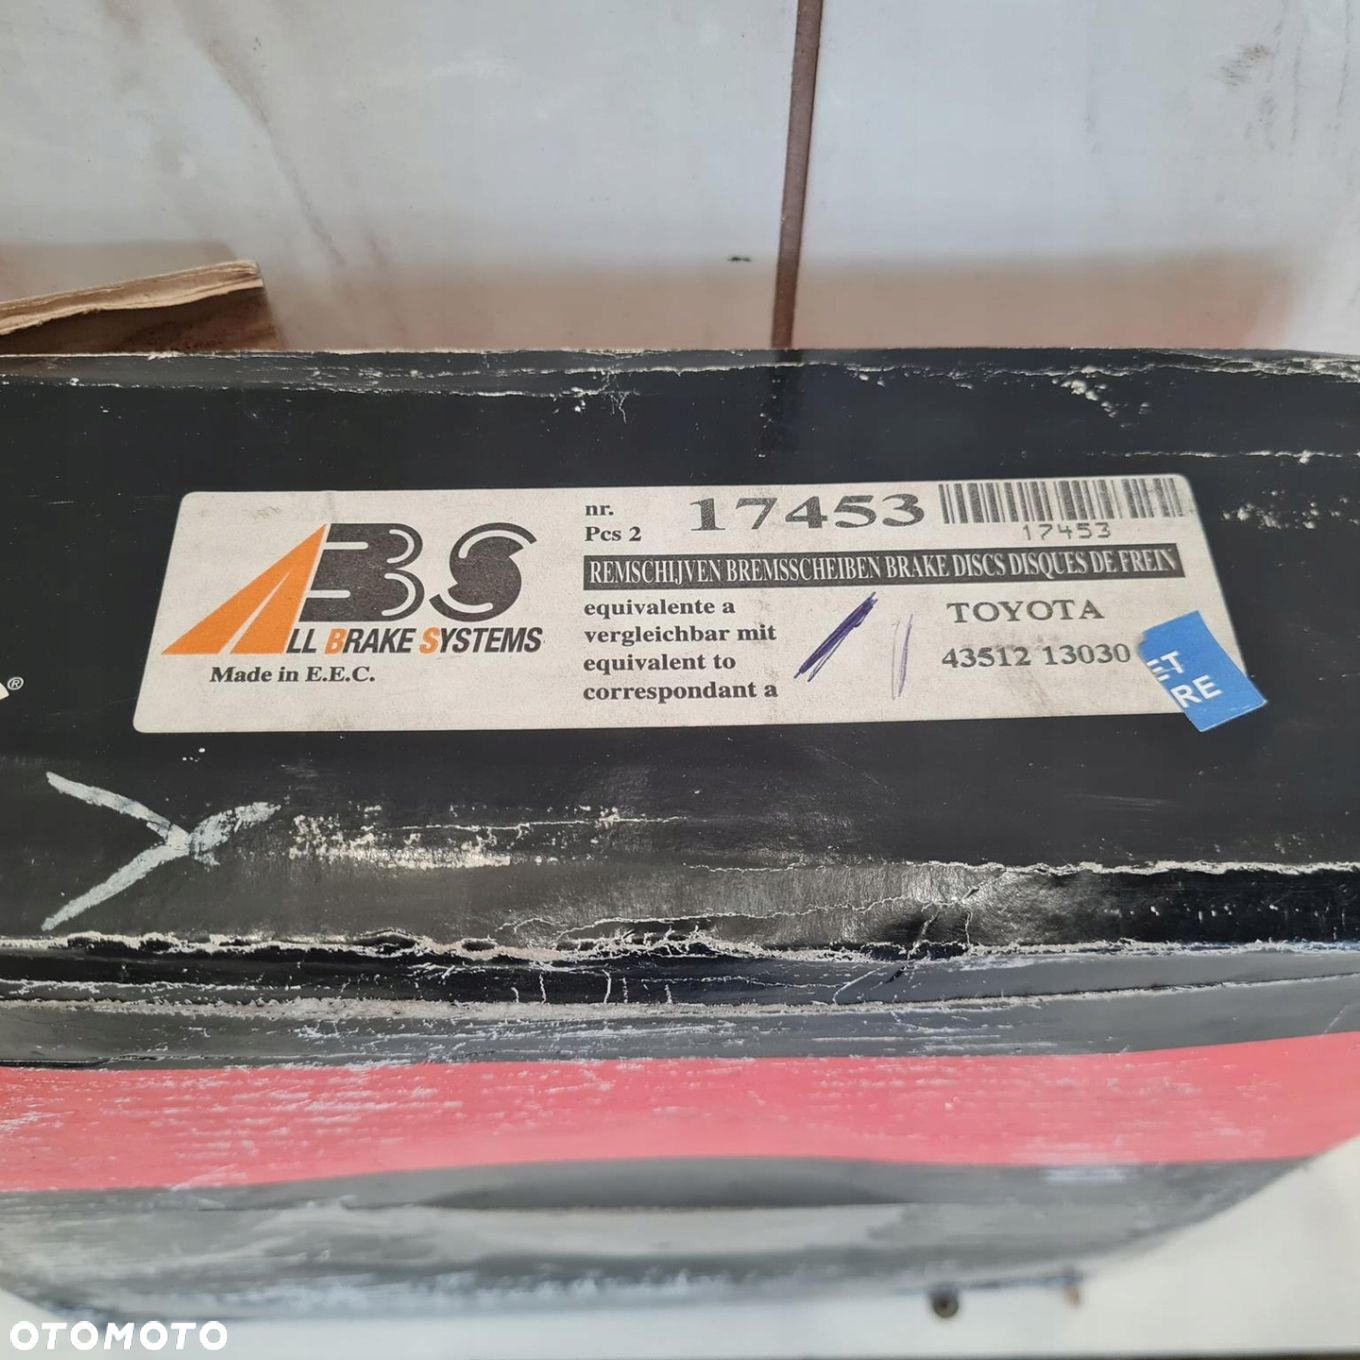 nr. 17453
Pcs 2 17453
REMSCHIJVEN BREMSSCHEIBEN BRAKE DISCS DISQUES DE FREIN
ABS
ALL BRAKE SYSTEMS
Made in E.E.C.
equivalente a
vergleichbar mit
equivalent to
correspondant a
TOYOTA
43512 13030
ET
RE
®
OTOMOTO